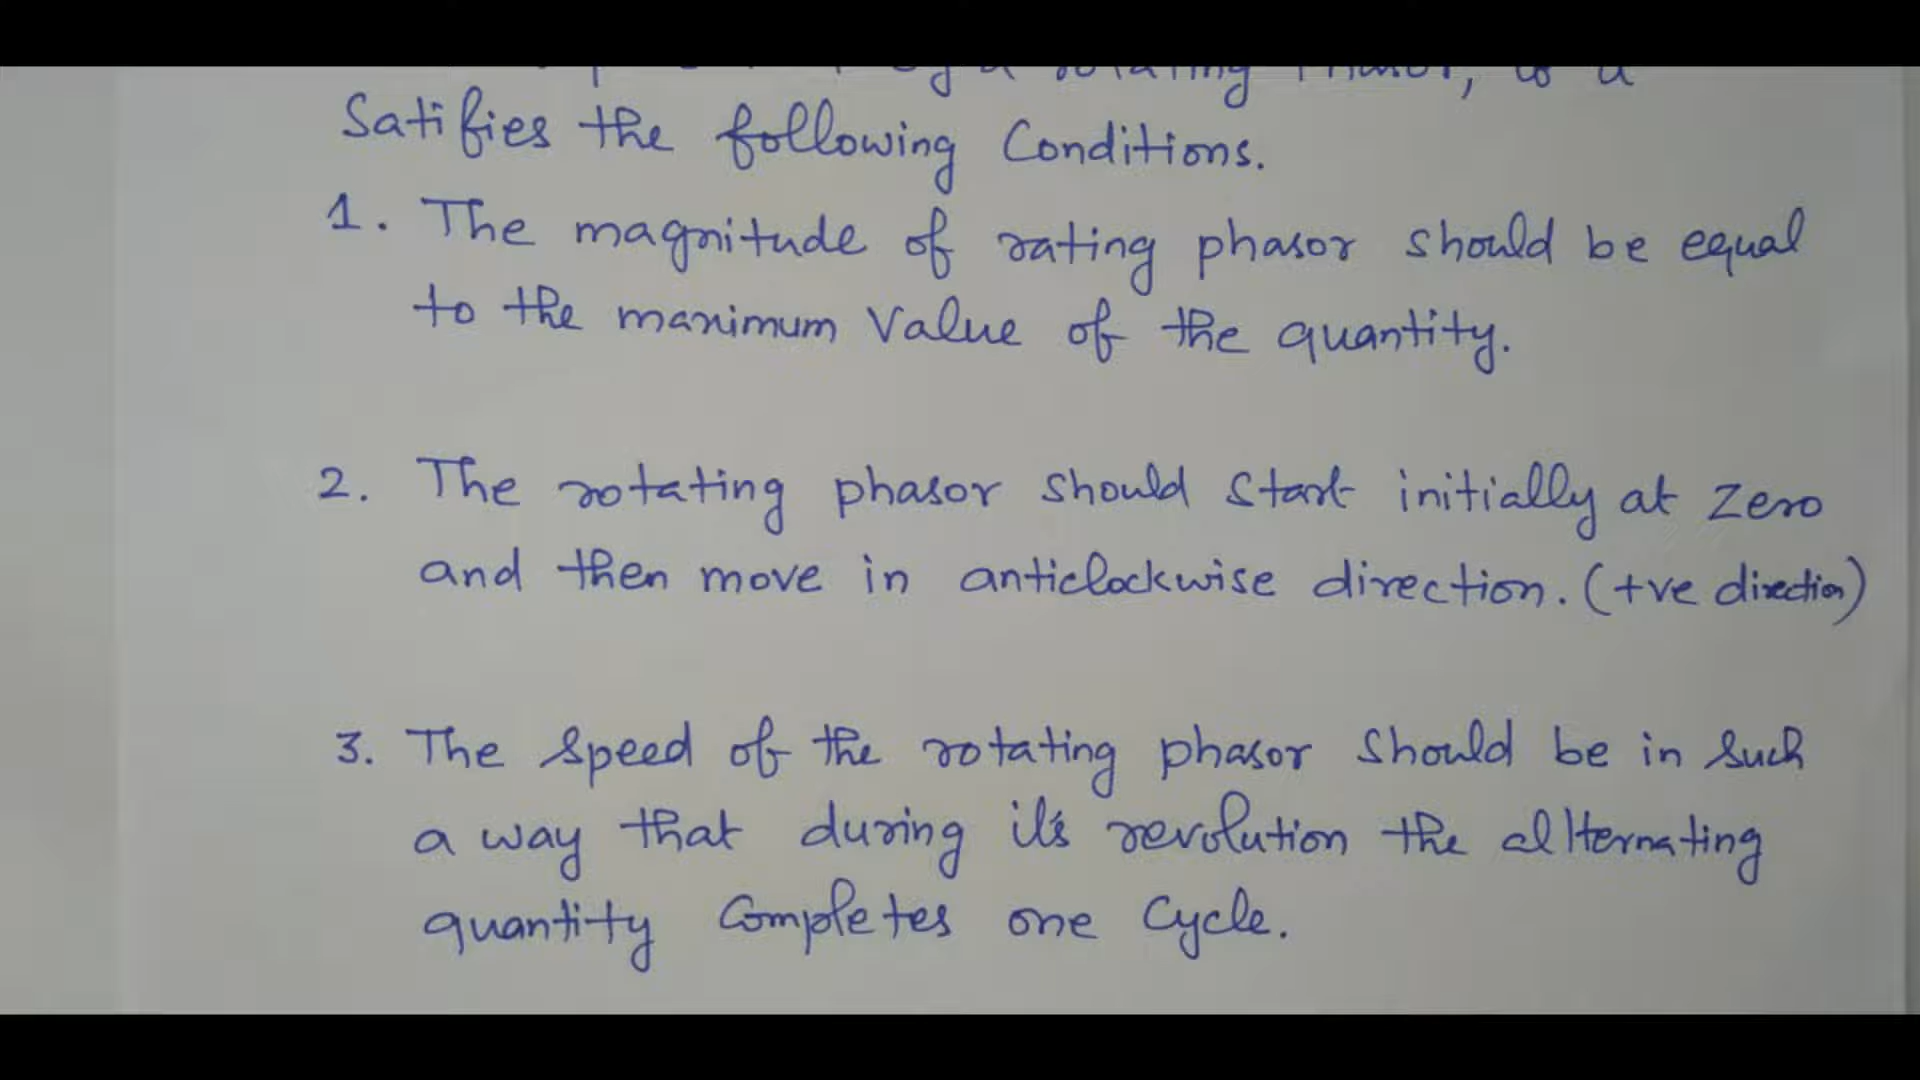 rotating Phasor,
Satifies the following Conditions.
1. The magnitude of rating phasor should be equal
to the maximum Value of the quantity.
2. The rotating phasor should start initially at Zero
and then move in anticlockwise direction. (+ve direction)
3. The speed of the rotating phasor should be in such
a way that during it's revolution the alternating
quantity Completes one Cycle.